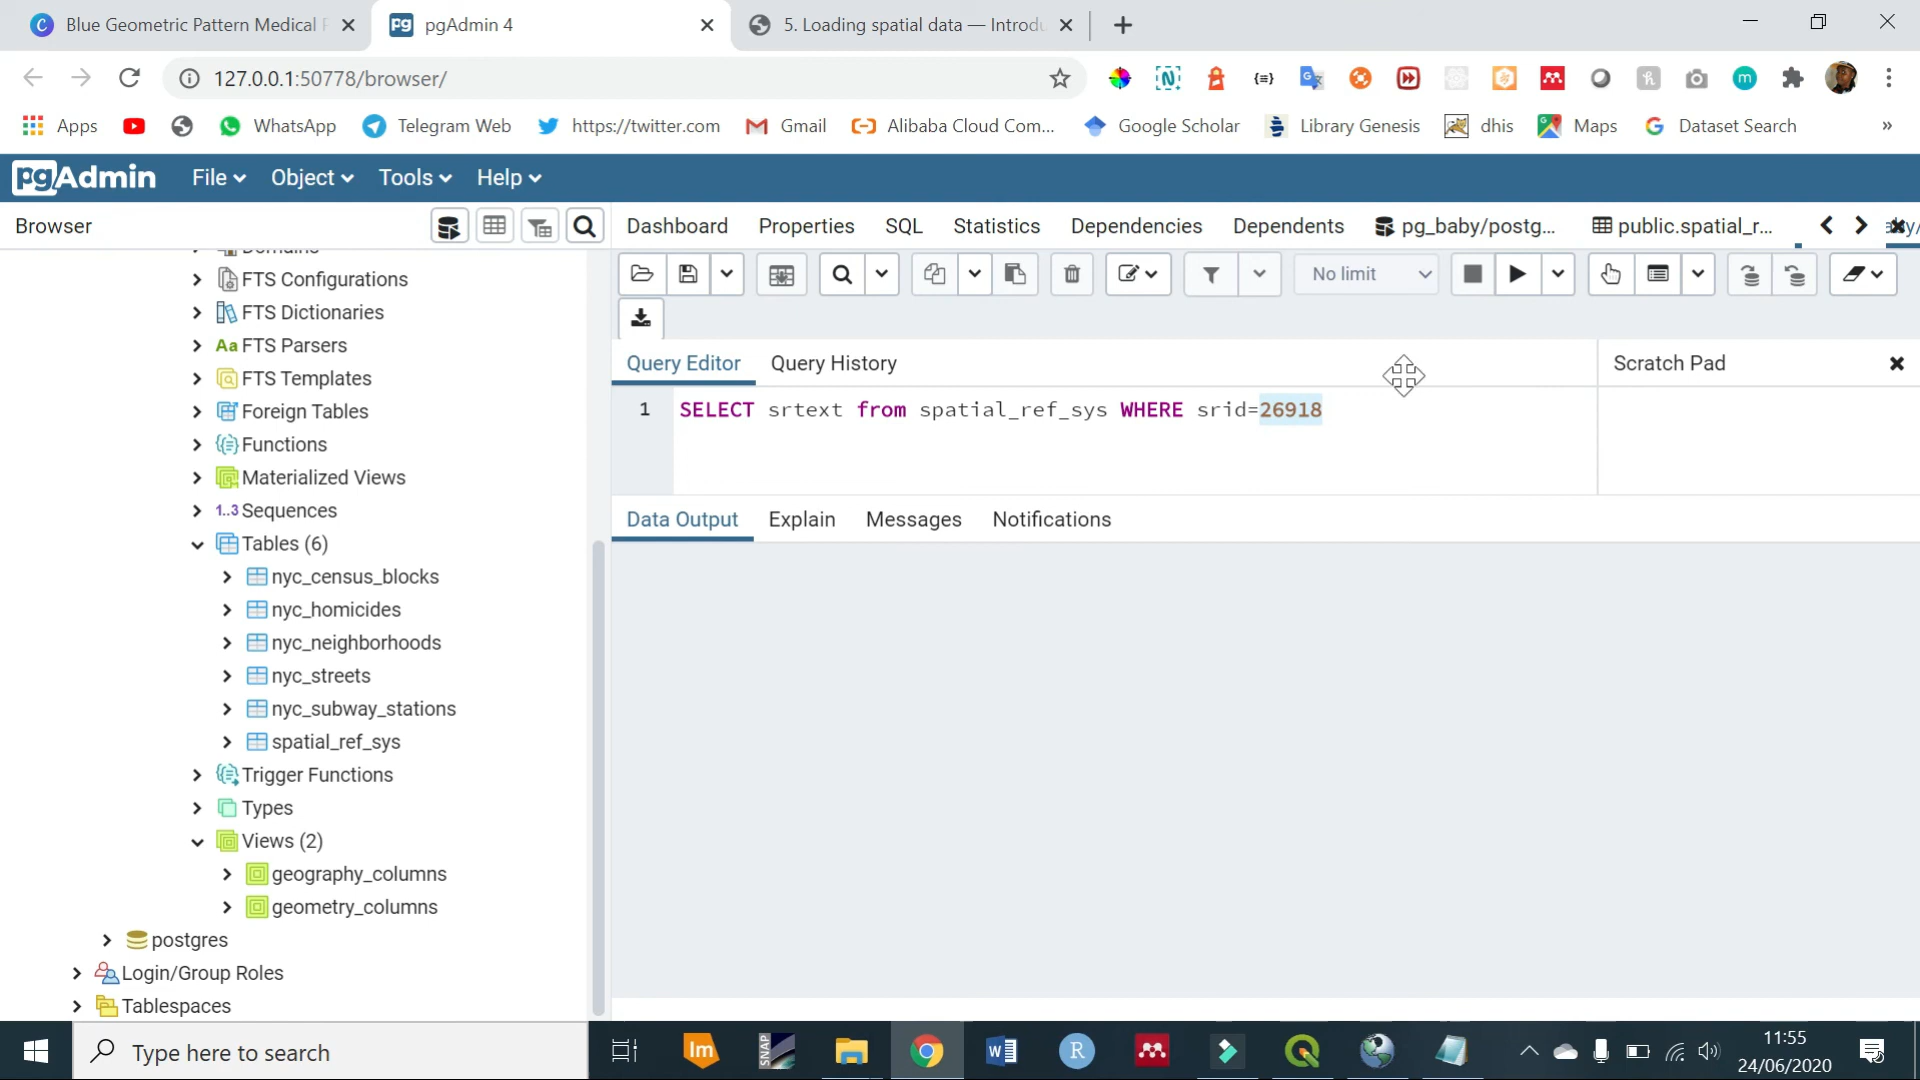 Blue Geometric Pattern Medical
pgAdmin 4
5. Loading spatial data — Introdu
127.0.0.1:50778/browser/
Apps
WhatsApp
Telegram Web
https://twitter.com
Gmail
Alibaba Cloud Com...
Google Scholar
Library Genesis
dhis
Maps
Dataset Search
»
pgAdmin
File
Object
Tools
Help
Browser
Dashboard
Properties
SQL
Statistics
Dependencies
Dependents
pg_baby/postg...
public.spatial_r...
No limit
Query Editor
Query History
Scratch Pad
1 SELECT srtext from spatial_ref_sys WHERE srid=26918
Data Output
Explain
Messages
Notifications
Domains
FTS Configurations
FTS Dictionaries
Aa FTS Parsers
FTS Templates
Foreign Tables
Functions
Materialized Views
1..3 Sequences
Tables (6)
nyc_census_blocks
nyc_homicides
nyc_neighborhoods
nyc_streets
nyc_subway_stations
spatial_ref_sys
Trigger Functions
Types
Views (2)
geography_columns
geometry_columns
postgres
Login/Group Roles
Tablespaces
Type here to search
Im
SNAP
W
R
11:55
24/06/2020